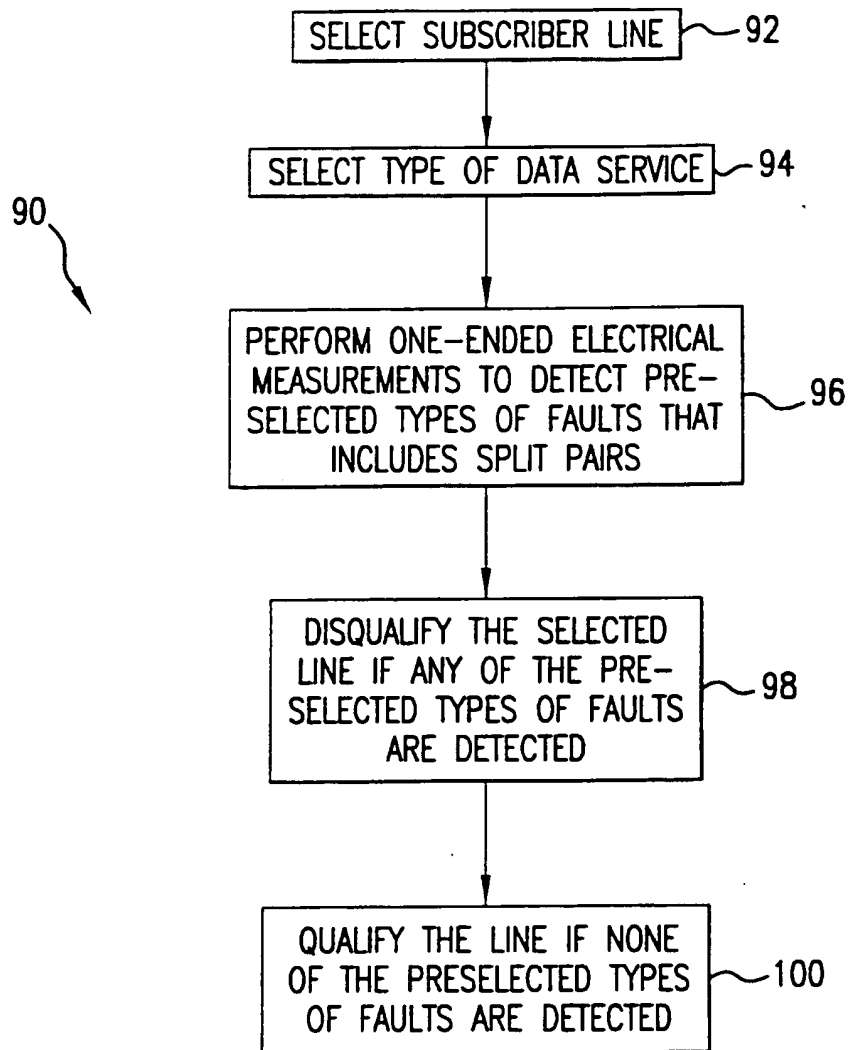 SELECT SUBSCRIBER LINE
92
SELECT TYPE OF DATA SERVICE
94
90
PERFORM ONE-ENDED ELECTRICAL
MEASUREMENTS TO DETECT PRE-
SELECTED TYPES OF FAULTS THAT
INCLUDES SPLIT PAIRS
96
DISQUALIFY THE SELECTED
LINE IF ANY OF THE PRE-
SELECTED TYPES OF FAULTS
ARE DETECTED
98
QUALIFY THE LINE IF NONE
OF THE PRESELECTED TYPES
OF FAULTS ARE DETECTED
100